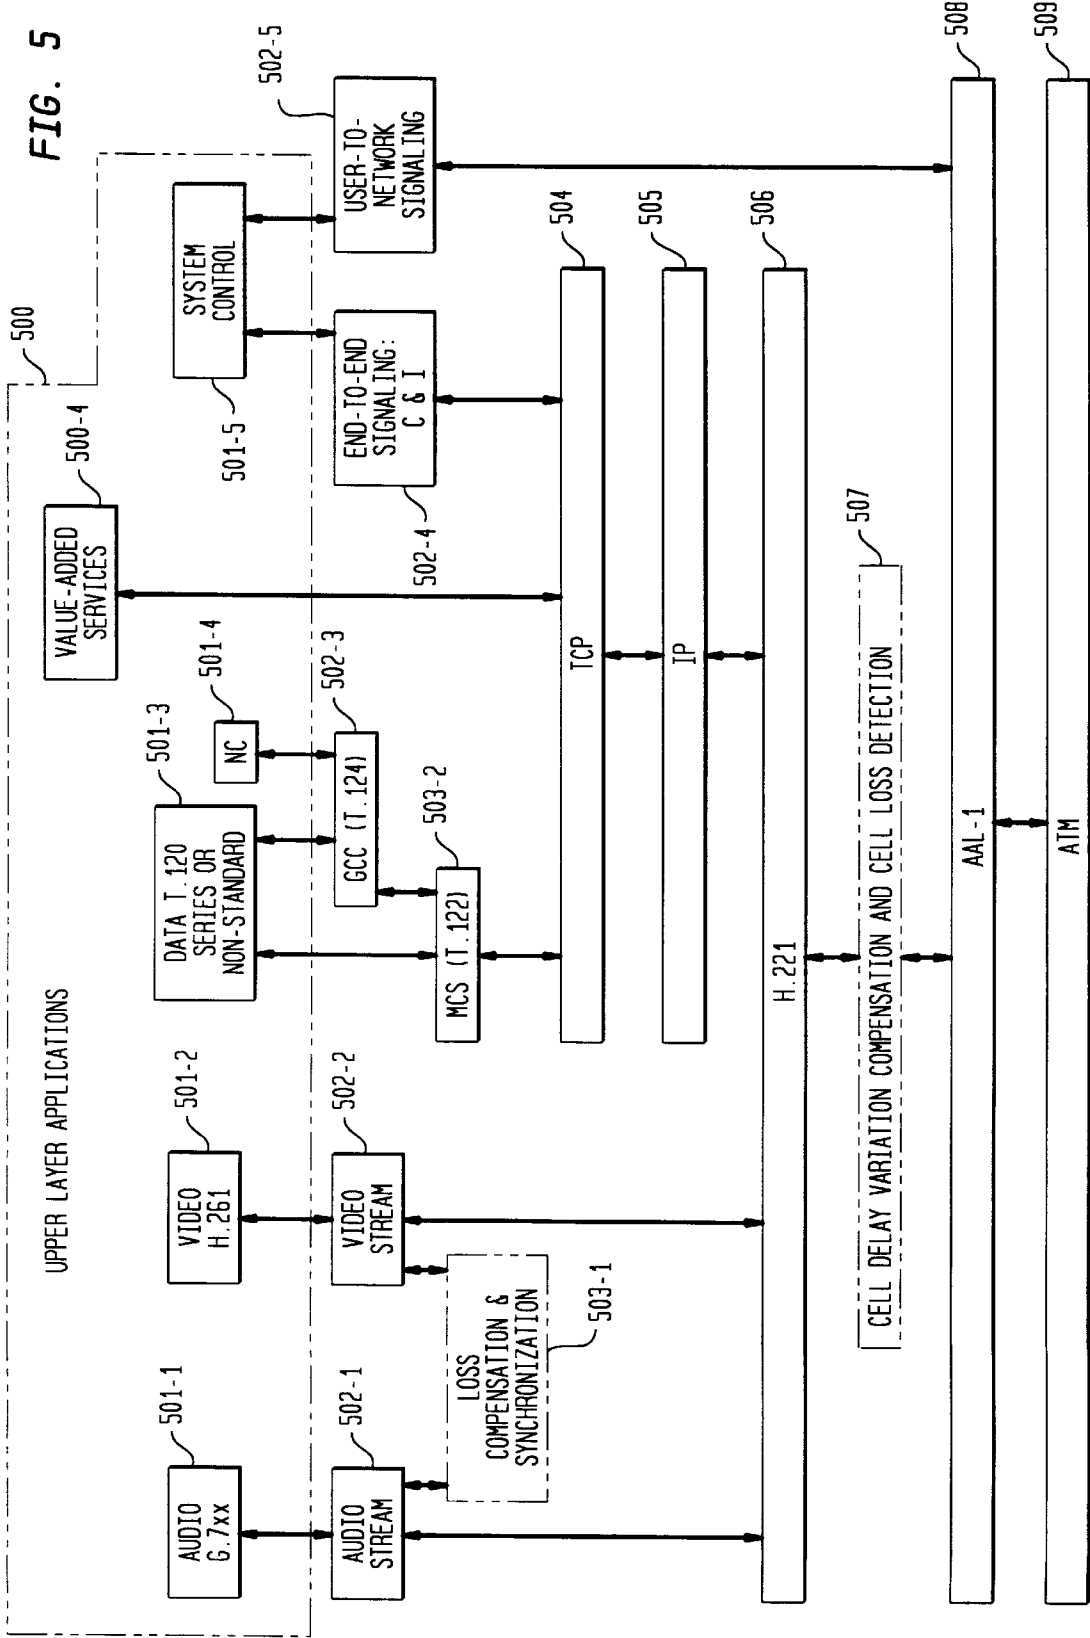 FIG. 5
500
UPPER LAYER APPLICATIONS
VALUE-ADDED
SERVICES
500-4
AUDIO
G.7xx
501-1
VIDEO
H.261
501-2
DATA T.120
SERIES OR
NON-STANDARD
501-3
NC
501-4
SYSTEM
CONTROL
501-5
AUDIO
STREAM
502-1
VIDEO
STREAM
502-2
GCC (T.124)
502-3
END-TO-END
SIGNALING:
C & I
502-4
USER-TO-
NETWORK
SIGNALING
502-5
LOSS
COMPENSATION &
SYNCHRONIZATION
503-1
MCS (T.122)
503-2
TCP
504
IP
505
H.221
506
CELL DELAY VARIATION COMPENSATION AND CELL LOSS DETECTION
507
AAL-1
508
ATM
509